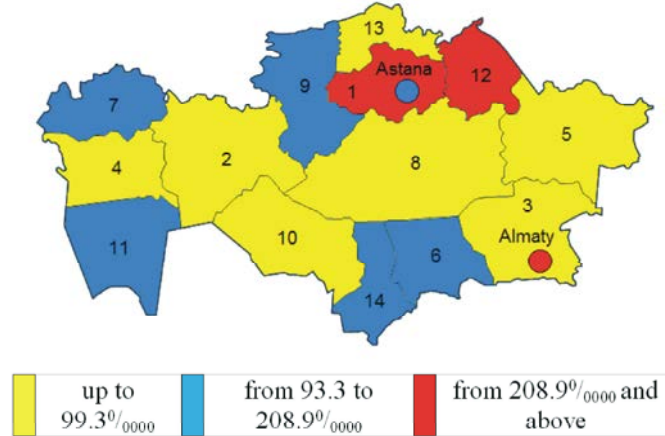 13
Astana
12
9
1
7
5
2
4
8
3
Almaty
10
11
6
14
up to
99.3⁰/₀₀₀₀
from 93.3 to
208.9⁰/₀₀₀₀
from 208.9⁰/₀₀₀₀ and
above